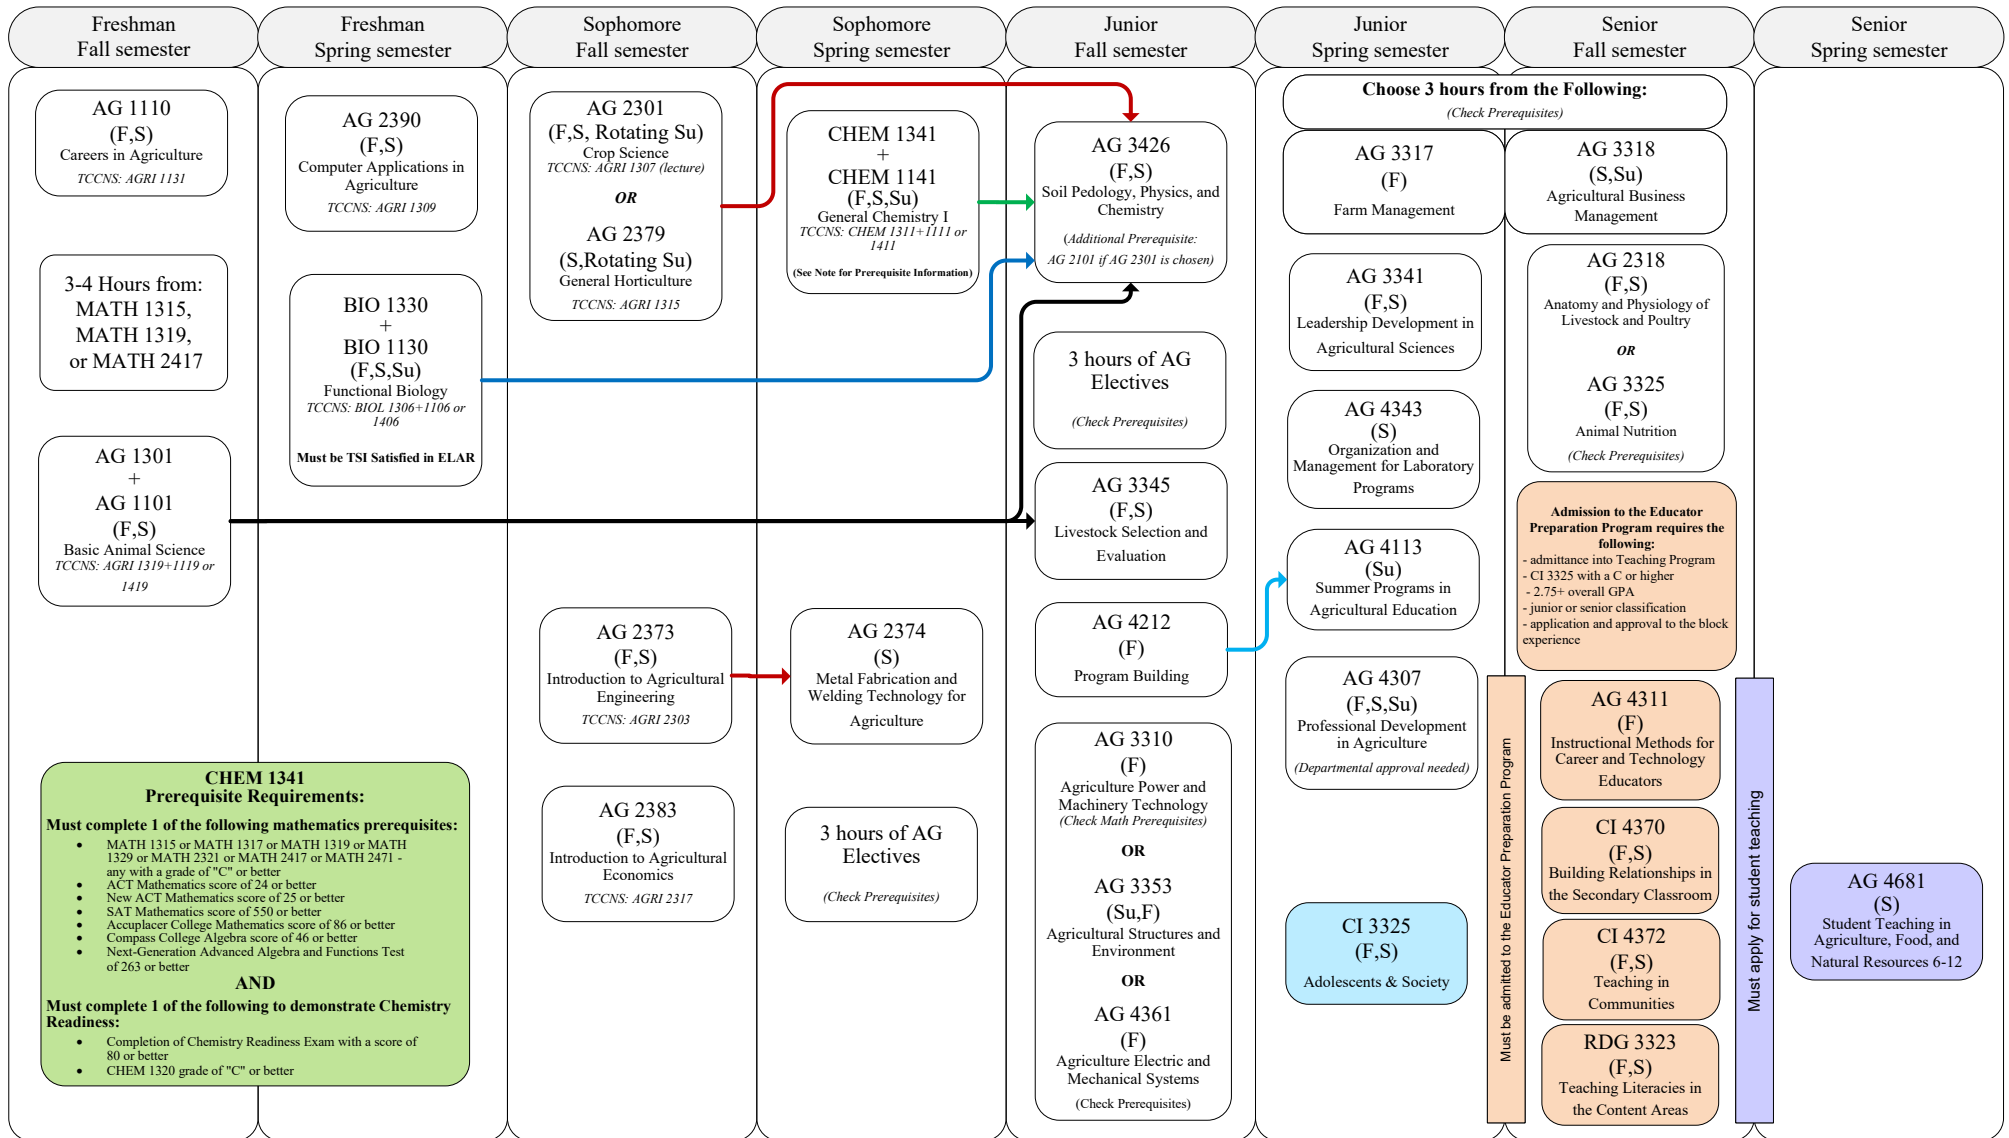 Freshman
Fall semester
Freshman
Spring semester
Sophomore
Fall semester
Sophomore
Spring semester
Junior
Fall semester
Junior
Spring semester
Senior
Fall semester
Senior
Spring semester
AG 1110
(F,S)
Careers in Agriculture
TCCNS: AGRI 1131
3-4 Hours from:
MATH 1315,
MATH 1319,
or MATH 2417
AG 1301
+
AG 1101
(F,S)
Basic Animal Science
TCCNS: AGRI 1319+1119 or
1419
CHEM 1341
Prerequisite Requirements:
Must complete 1 of the following mathematics prerequisites:
• MATH 1315 or MATH 1317 or MATH 1319 or MATH
1329 or MATH 2321 or MATH 2417 or MATH 2471 -
any with a grade of "C" or better
• ACT Mathematics score of 24 or better
• New ACT Mathematics score of 25 or better
• SAT Mathematics score of 550 or better
• Accuplacer College Mathematics score of 86 or better
• Compass College Algebra score of 46 or better
• Next-Generation Advanced Algebra and Functions Test
of 263 or better
AND
Must complete 1 of the following to demonstrate Chemistry
Readiness:
• Completion of Chemistry Readiness Exam with a score of
80 or better
• CHEM 1320 grade of "C" or better
AG 2390
(F,S)
Computer Applications in
Agriculture
TCCNS: AGRI 1309
BIO 1330
+
BIO 1130
(F,S,Su)
Functional Biology
TCCNS: BIOL 1306+1106 or
1406
Must be TSI Satisfied in ELAR
AG 2301
(F,S, Rotating Su)
Crop Science
TCCNS: AGRI 1307 (lecture)
OR
AG 2379
(S,Rotating Su)
General Horticulture
TCCNS: AGRI 1315
AG 2373
(F,S)
Introduction to Agricultural
Engineering
TCCNS: AGRI 2303
AG 2383
(F,S)
Introduction to Agricultural
Economics
TCCNS: AGRI 2317
CHEM 1341
+
CHEM 1141
(F,S,Su)
General Chemistry I
TCCNS: CHEM 1311+1111 or
1411
(See Note for Prerequisite Information)
AG 2374
(S)
Metal Fabrication and
Welding Technology for
Agriculture
3 hours of AG
Electives
(Check Prerequisites)
AG 3426
(F,S)
Soil Pedology, Physics, and
Chemistry
(Additional Prerequisite:
AG 2101 if AG 2301 is chosen)
3 hours of AG
Electives
(Check Prerequisites)
AG 3345
(F,S)
Livestock Selection and
Evaluation
AG 4212
(F)
Program Building
AG 3310
(F)
Agriculture Power and
Machinery Technology
(Check Math Prerequisites)
OR
AG 3353
(Su,F)
Agricultural Structures and
Environment
OR
AG 4361
(F)
Agriculture Electric and
Mechanical Systems
(Check Prerequisites)
Choose 3 hours from the Following:
(Check Prerequisites)
AG 3317
(F)
Farm Management
AG 3318
(S,Su)
Agricultural Business
Management
AG 3341
(F,S)
Leadership Development in
Agricultural Sciences
AG 4343
(S)
Organization and
Management for Laboratory
Programs
AG 4113
(Su)
Summer Programs in
Agricultural Education
AG 4307
(F,S,Su)
Professional Development
in Agriculture
(Departmental approval needed)
CI 3325
(F,S)
Adolescents & Society
Must be admitted to the Educator Preparation Program
AG 2318
(F,S)
Anatomy and Physiology of
Livestock and Poultry
OR
AG 3325
(F,S)
Animal Nutrition
(Check Prerequisites)
Admission to the Educator
Preparation Program requires the
following:
- admittance into Teaching Program
- CI 3325 with a C or higher
- 2.75+ overall GPA
- junior or senior classification
- application and approval to the block
experience
AG 4311
(F)
Instructional Methods for
Career and Technology
Educators
CI 4370
(F,S)
Building Relationships in
the Secondary Classroom
CI 4372
(F,S)
Teaching in
Communities
RDG 3323
(F,S)
Teaching Literacies in
the Content Areas
Must apply for student teaching
AG 4681
(S)
Student Teaching in
Agriculture, Food, and
Natural Resources 6-12